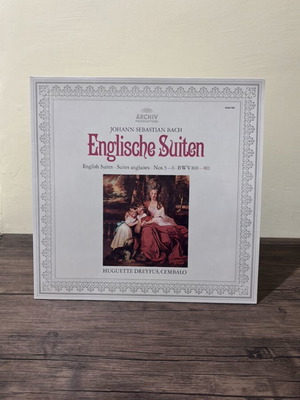 ARCHIV
PRODUKTION
JOHANN SEBASTIAN BACH
Englische Suiten
English Suites · Suites anglaises · Nos 5 – 6 · BWV 810 – 811
HUGUETTE DREYFUS, CEMBALO